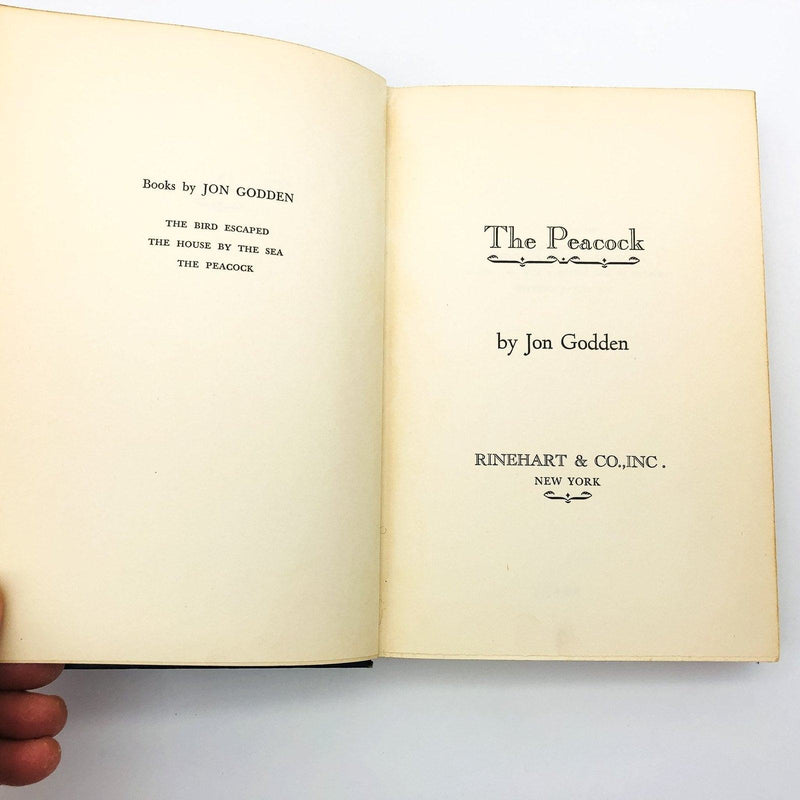 Books by JON GODDEN
THE BIRD ESCAPED
THE HOUSE BY THE SEA
THE PEACOCK
The Peacock
by Jon Godden
RINEHART & CO.,INC.
NEW YORK